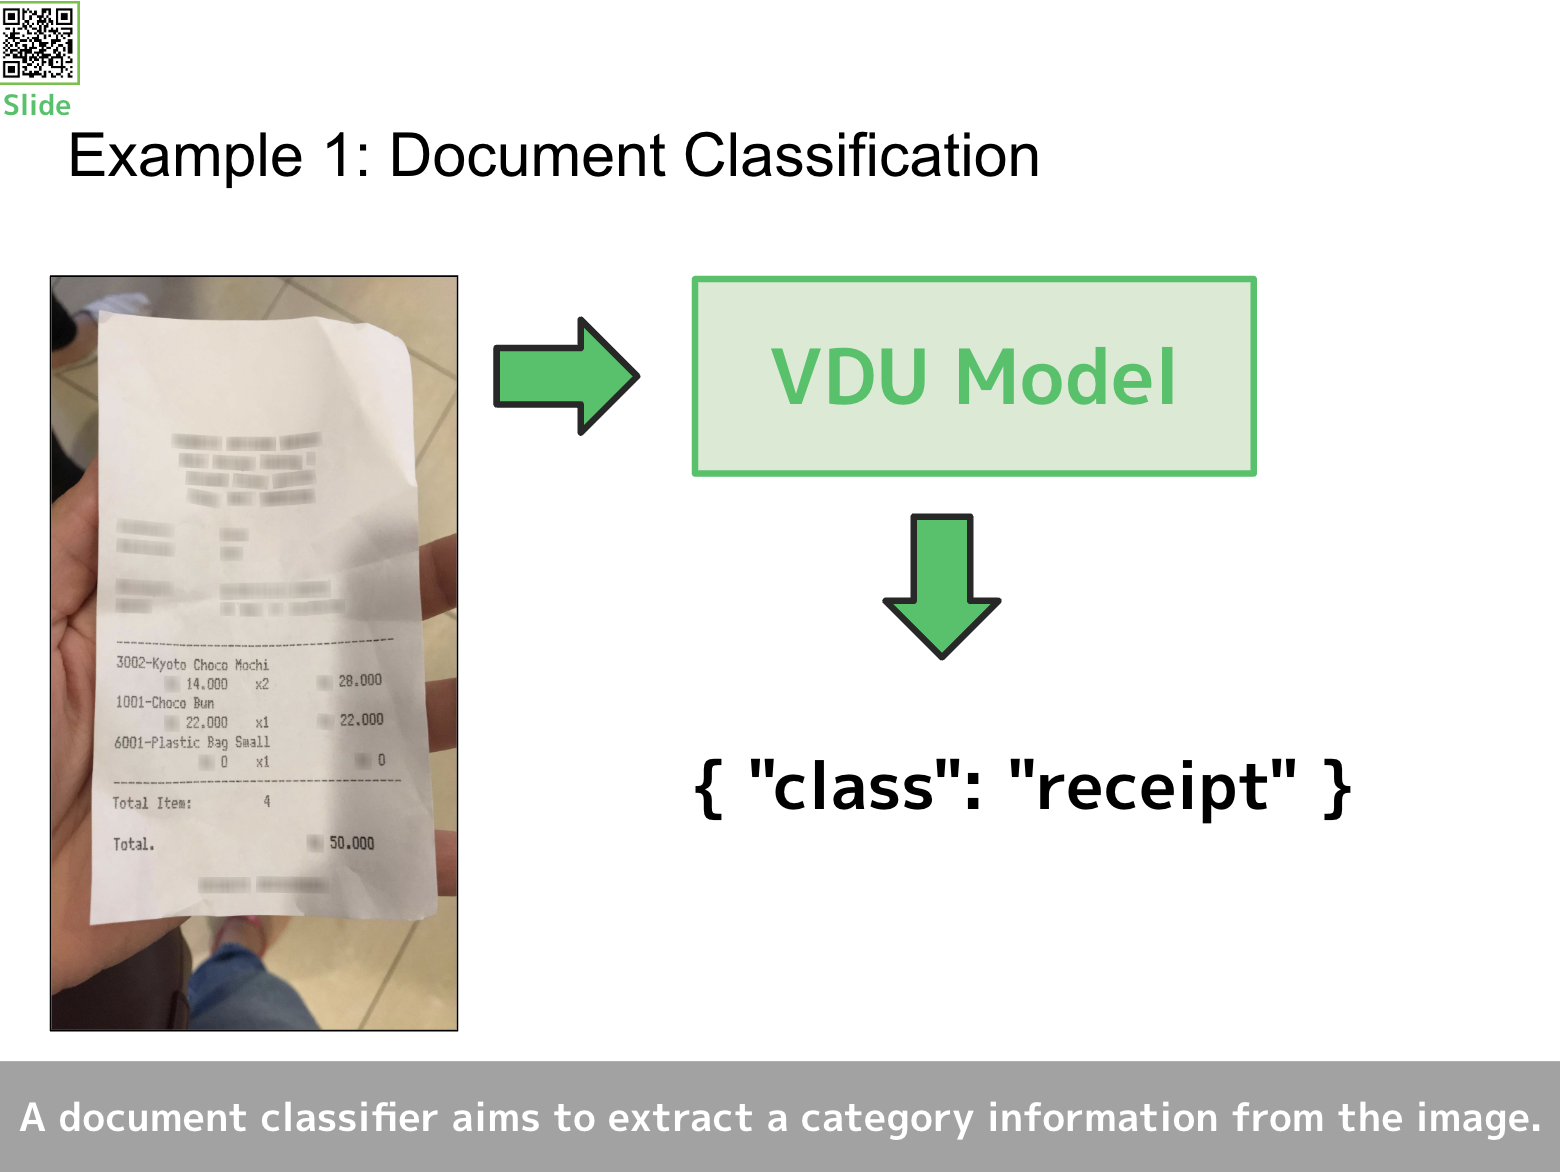 Slide
Example 1: Document Classification
3002-Kyoto Choco Mochi
14.000 x2 28.000
1001-Choco Bun
22.000 x1 22.000
6001-Plastic Bag Small
0 x1 0
Total Item: 4
Total. 50.000
VDU Model
{ "class": "receipt" }
A document classifier aims to extract a category information from the image.